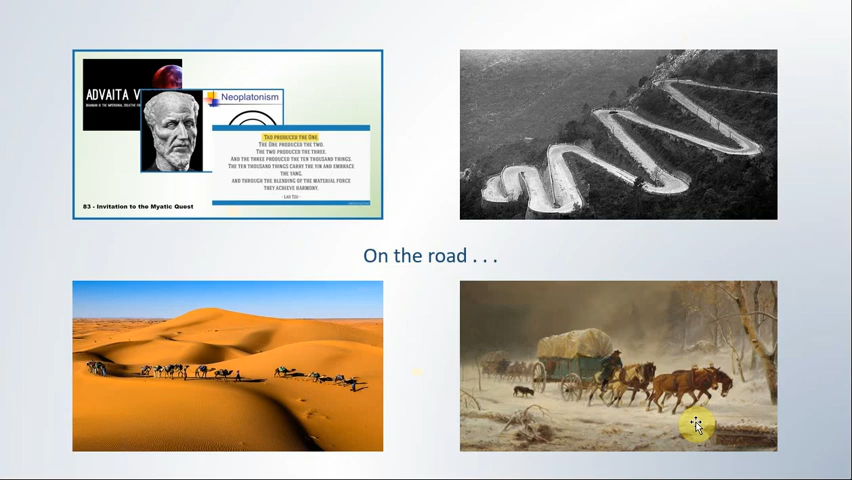 ADVAITA V
Neoplatonism
TAO PRODUCED THE ONE.
THE ONE PRODUCED THE TWO.
THE TWO PRODUCED THE THREE.
AND THE THREE PRODUCED THE TEN THOUSAND THINGS.
THE TEN THOUSAND THINGS CARRY THE YIN AND EMBRACE
THE YANG,
AND THROUGH THE BLENDING OF THE MATERIAL FORCE
THEY ACHIEVE HARMONY.
- LAO TZU -
83 - Invitation to the Myatic Quest
On the road . . .